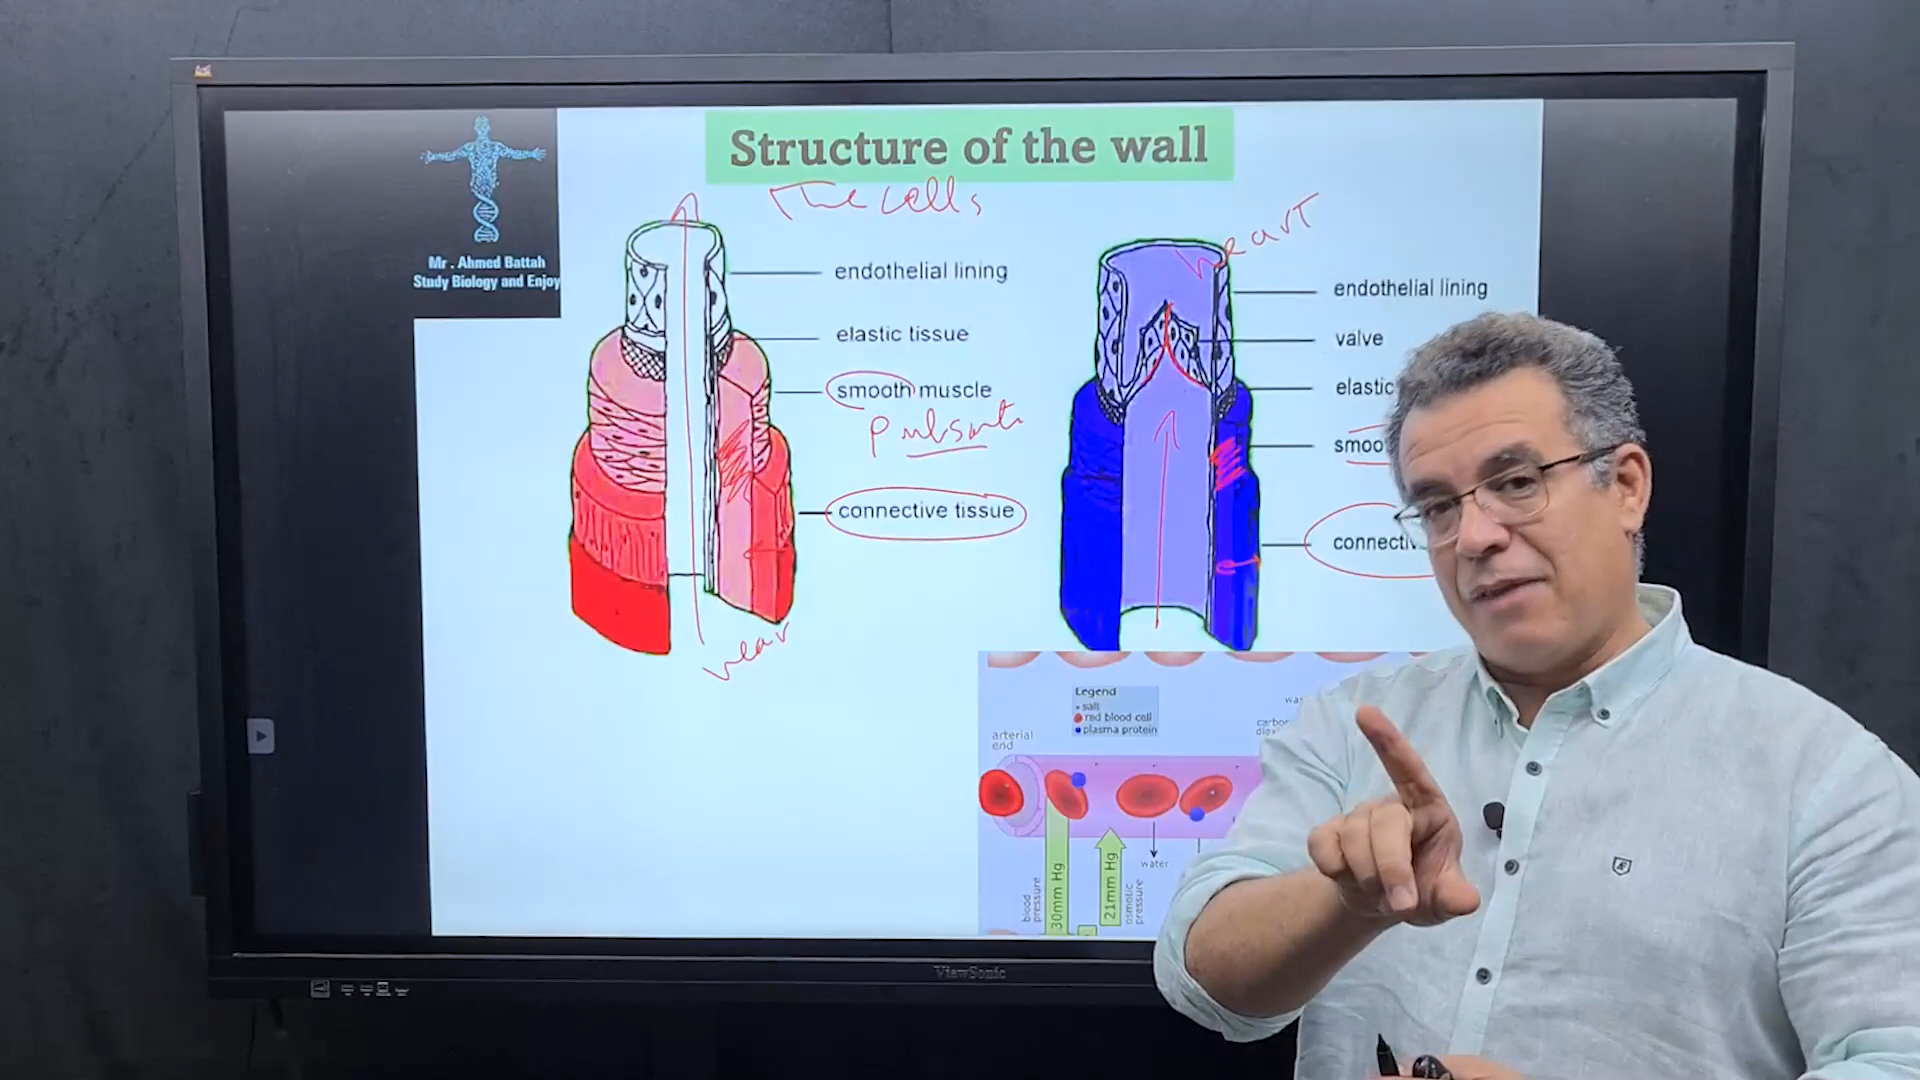 Structure of the wall
Mr . Ahmed Battah
Study Biology and Enjoy
The cells
heart
endothelial lining
elastic tissue
smooth muscle
connective tissue
endothelial lining
valve
elastic
smoo
connectiv
Legend
salt
red blood cell
plasma protein
arterial
end
water
blood
pressure
30mm Hg
21mm Hg
osmotic
pressure
ViewSonic